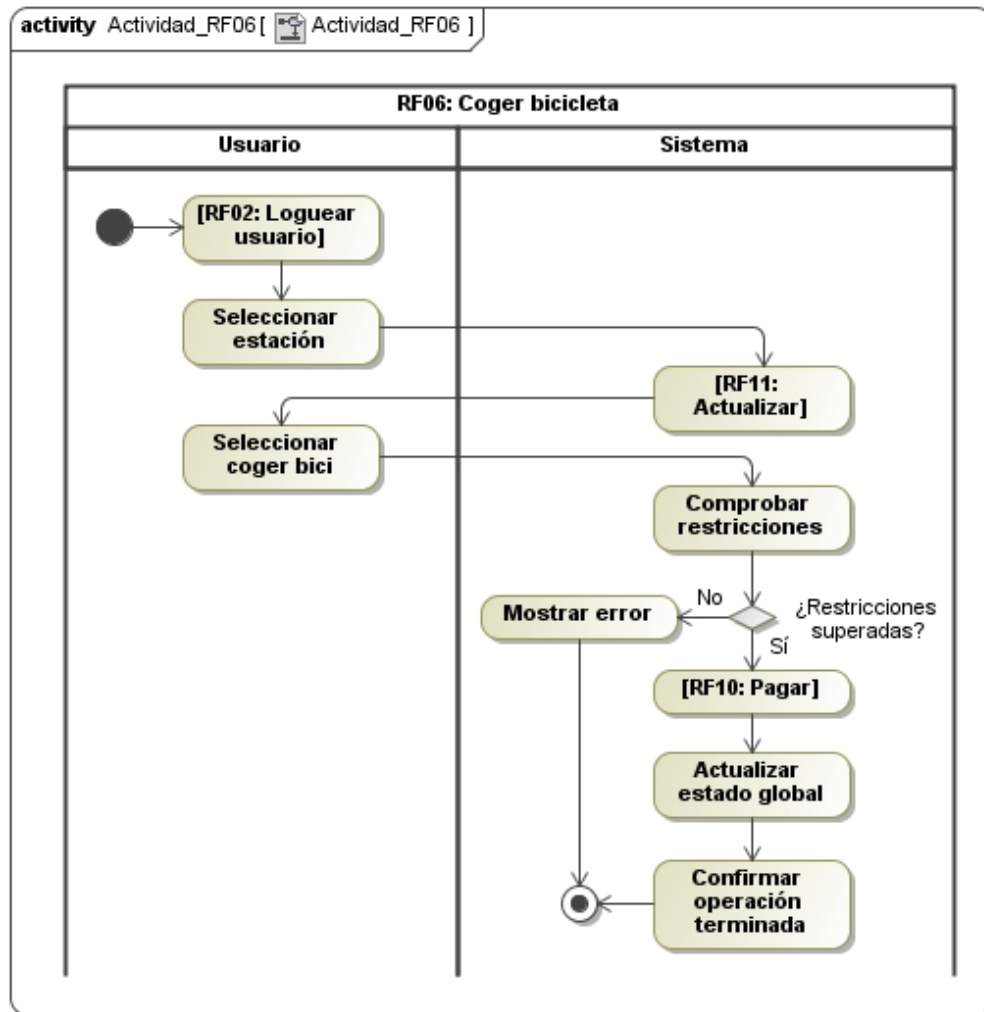 activity Actividad_RF06 [ Actividad_RF06 ]
RF06: Coger bicicleta
Usuario
Sistema
[RF02: Loguear
usuario]
Seleccionar
estación
[RF11:
Actualizar]
Seleccionar
coger bici
Comprobar
restricciones
No
¿Restricciones
superadas?
Mostrar error
Sí
[RF10: Pagar]
Actualizar
estado global
Confirmar
operación
terminada